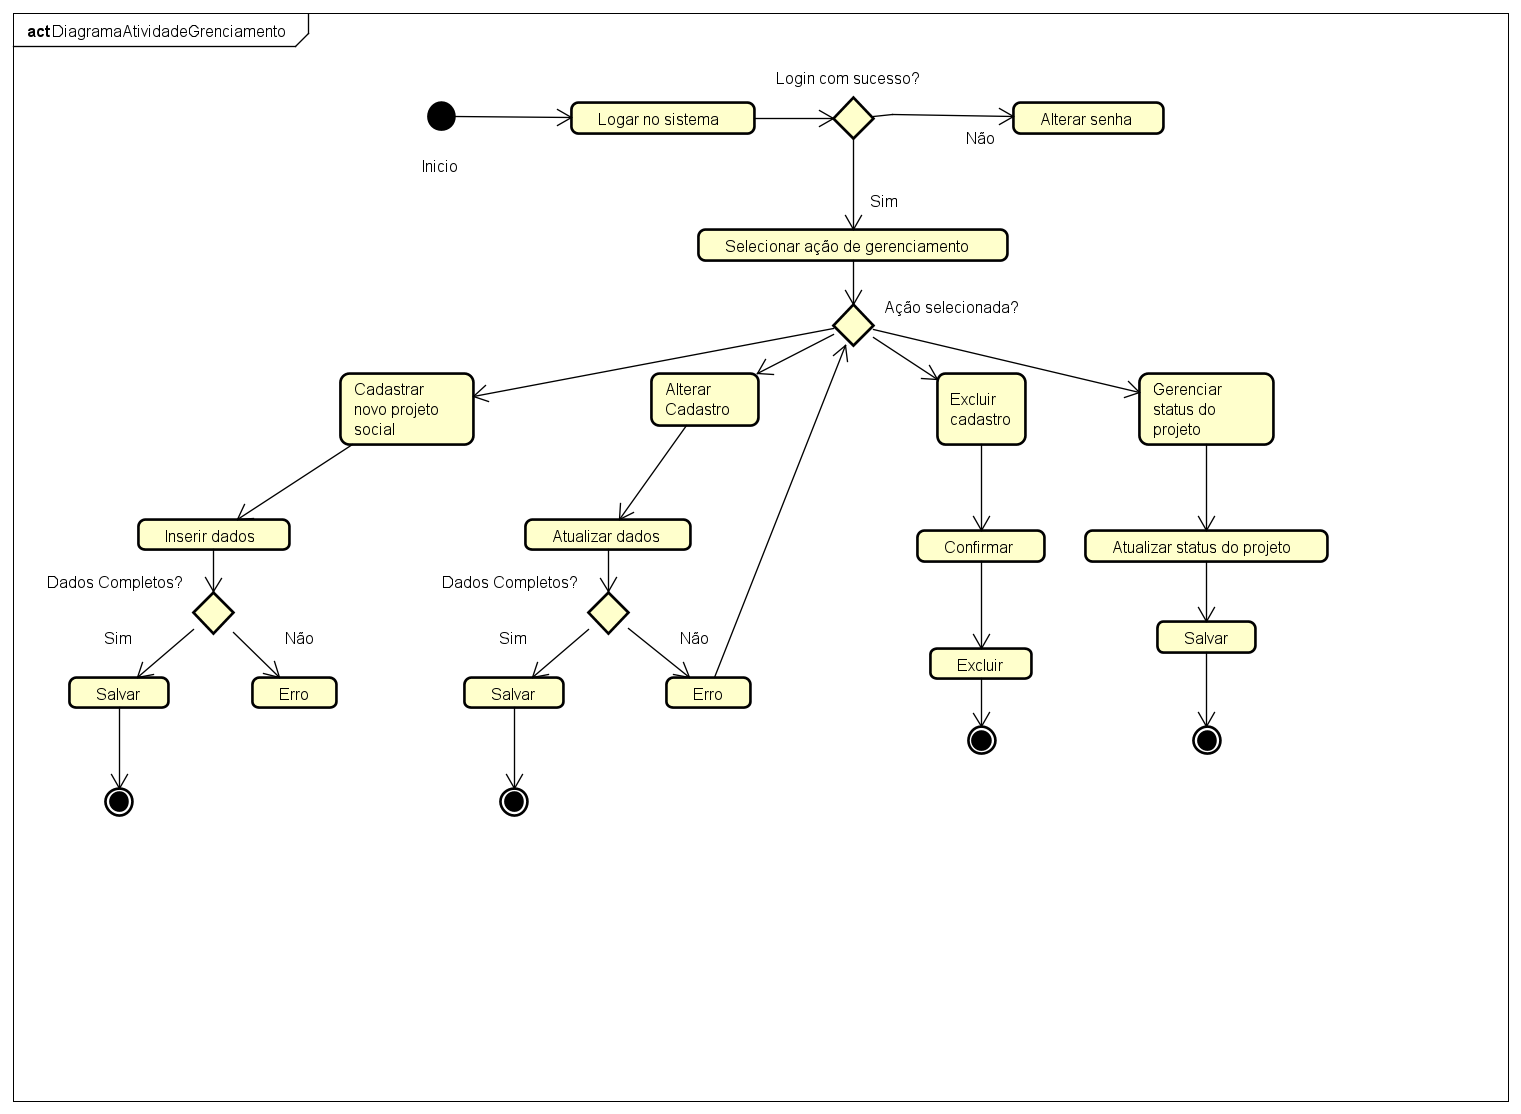 act DiagramaAtividadeGrenciamento
Login com sucesso?
Logar no sistema
Alterar senha
Não
Inicio
Sim
Selecionar ação de gerenciamento
Ação selecionada?
Cadastrar
novo projeto
social
Alterar
Cadastro
Excluir
cadastro
Gerenciar
status do
projeto
Inserir dados
Atualizar dados
Confirmar
Atualizar status do projeto
Dados Completos?
Dados Completos?
Sim
Não
Sim
Não
Salvar
Excluir
Salvar
Erro
Salvar
Erro